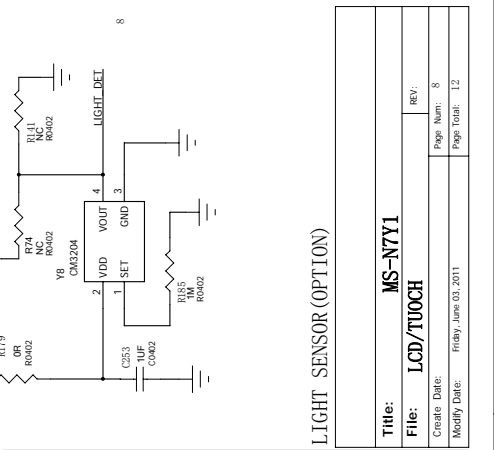 8
R141
NC
R0402
LIGHT_DET
R74
NC
R0402
4
3
Y8
CM3204
VOUT
GND
VDD
SET
2
1
R185
1M
R0402
R179
0R
R0402
C253
1UF
C0402
LIGHT SENSOR(OPTION)
Title: MS-N7Y1
File: LCD/TUOCH
REV:
Create Date:
Page Num: 8
Modify Date: Friday, June 03, 2011
Page Total: 12